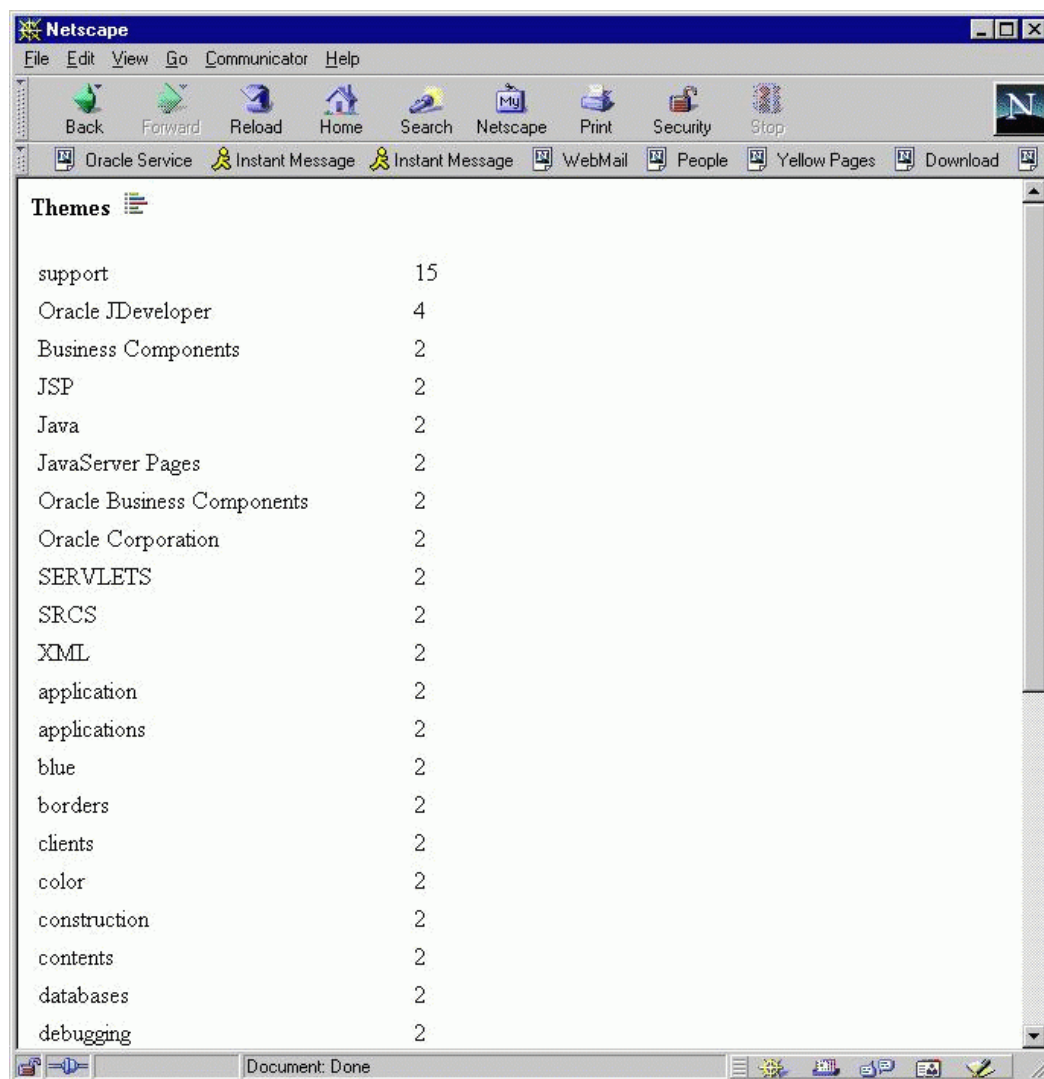 Netscape
File Edit View Go Communicator Help
Back Forward Reload Home Search Netscape Print Security Stop
My
N
Oracle Service Instant Message Instant Message WebMail People Yellow Pages Download
Themes
support 15
Oracle JDeveloper 4
Business Components 2
JSP 2
Java 2
JavaServer Pages 2
Oracle Business Components 2
Oracle Corporation 2
SERVLETS 2
SRCS 2
XML 2
application 2
applications 2
blue 2
borders 2
clients 2
color 2
construction 2
contents 2
databases 2
debugging 2
Document: Done